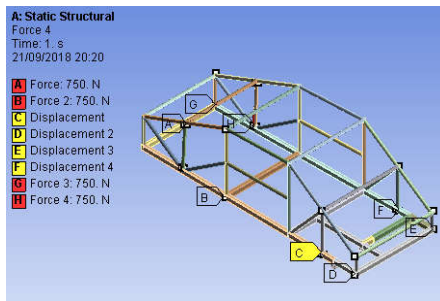 A: Static Structural
Force 4
Time: 1. s
21/09/2018 20:20
A Force: 750. N
B Force 2: 750. N
C Displacement
D Displacement 2
E Displacement 3
F Displacement 4
G Force 3: 750. N
H Force 4: 750. N
G
A
H
B
F
E
C
D